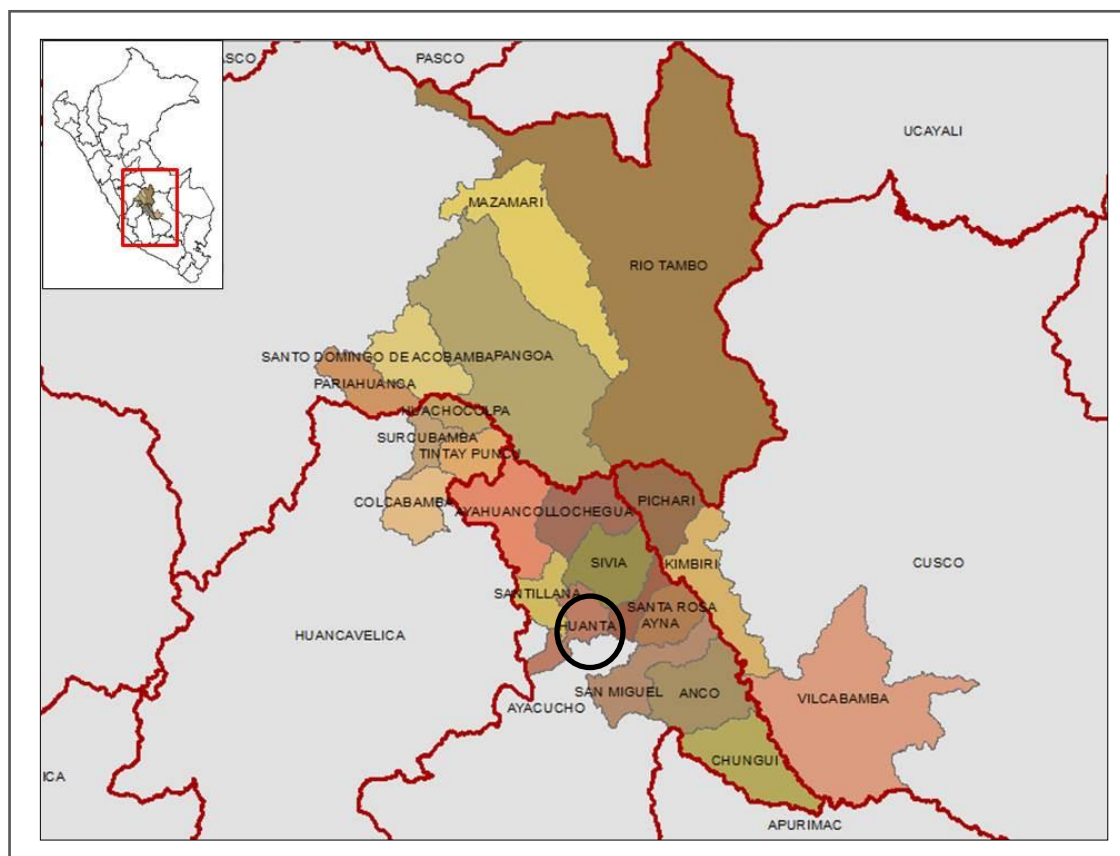 ASCO
PASCO
UCAYALI
MAZAMARI
RIO TAMBO
SANTO DOMINGO DE ACOBAMBA
PANGOA
PARIAHUANCA
HUACHOCOLPA
SURCUBAMBA
TINTAY PUNCU
COLCABAMBA
AYAHUANCO
LLOCHEGUA
PICHARI
SIVIA
KIMBIRI
CUSCO
SANTILLANA
SANTA ROSA
HUANTA
AYNA
HUANCAVELICA
SAN MIGUEL
ANCO
VILCABAMBA
AYACUCHO
CHUNGUI
ICA
APURIMAC